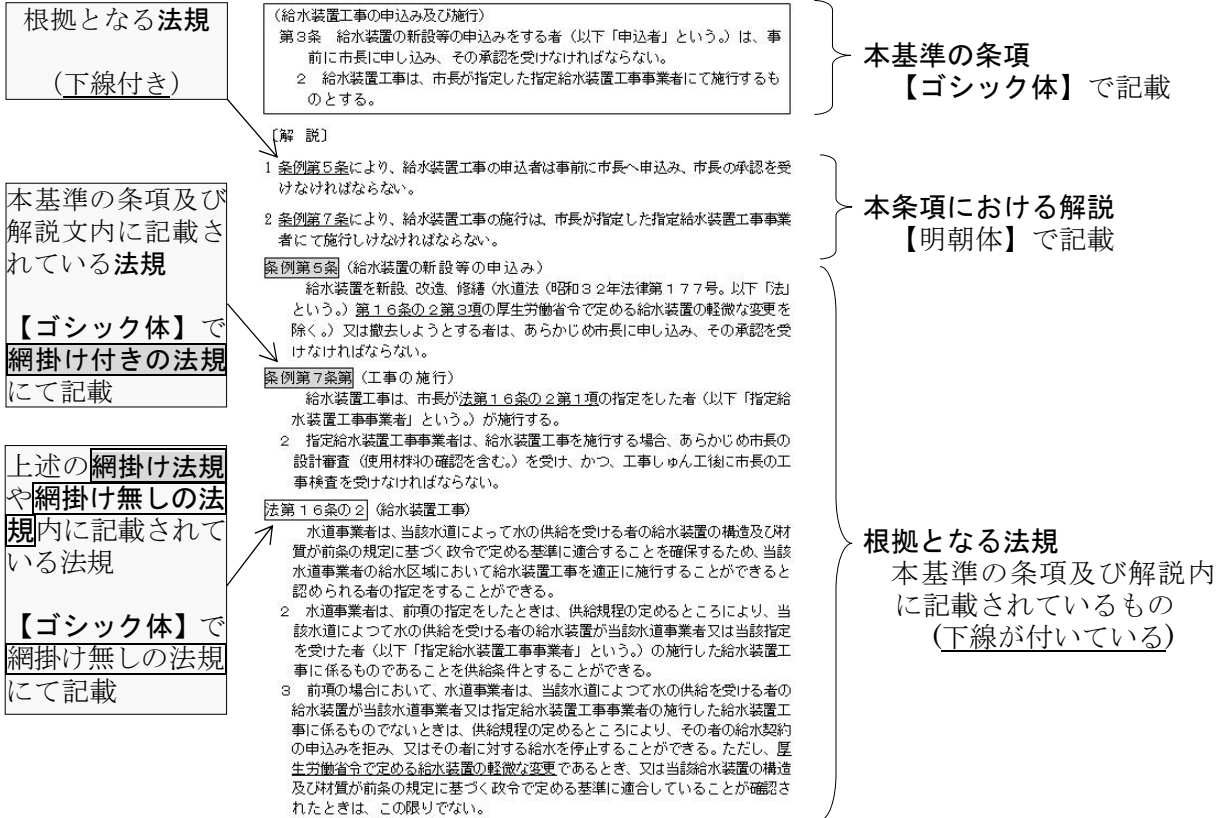 根拠となる法規
(下線付き)
本基準の条項及び
解説文内に記載さ
れている法規
【ゴシック体】で
網掛け付きの法規
にて記載
上述の網掛け法規
や網掛け無しの法
規内に記載されて
いる法規
【ゴシック体】で
網掛け無しの法規
にて記載
（給水装置工事の申込み及び施行）
第３条　給水装置の新設等の申込みをする者（以下「申込者」という。）は、事
前に市長に申し込み、その承認を受けなければならない。
２　給水装置工事は、市長が指定した指定給水装置工事事業者にて施行するも
のとする。
〔解　説〕
1 条例第５条により、給水装置工事の申込者は事前に市長へ申込み、市長の承認を受
けなければならない。
2 条例第７条により、給水装置工事の施行は、市長が指定した指定給水装置工事事業
者にて施行しけなければならない。
条例第５条（給水装置の新設等の申込み）
給水装置を新設、改造、修繕（水道法（昭和３２年法律第１７７号。以下「法」
という。）第１６条の２第３項の厚生労働省令で定める給水装置の軽微な変更を
除く。）又は撤去しようとする者は、あらかじめ市長に申し込み、その承認を受
けなければならない。
条例第７条第（工事の施行）
給水装置工事は、市長が法第１６条の２第１項の指定をした者（以下「指定給
水装置工事事業者」という。）が施行する。
２　指定給水装置工事事業者は、給水装置工事を施行する場合、あらかじめ市長の
設計審査（使用材料の確認を含む。）を受け、かつ、工事しゅん工後に市長の工
事検査を受けなければならない。
法第１６条の２（給水装置工事）
水道事業者は、当該水道によって水の供給を受ける者の給水装置の構造及び材
質が前条の規定に基づく政令で定める基準に適合することを確保するため、当該
水道事業者の給水区域において給水装置工事を適正に施行することができると
認められる者の指定をすることができる。
２　水道事業者は、前項の指定をしたときは、供給規程の定めるところにより、当
該水道によつて水の供給を受ける者の給水装置が当該水道事業者又は当該指定
を受けた者（以下「指定給水装置工事事業者」という。）の施行した給水装置工
事に係るものであることを供給条件とすることができる。
３　前項の場合において、水道事業者は、当該水道によつて水の供給を受ける者の
給水装置が当該水道事業者又は指定給水装置工事事業者の施行した給水装置工
事に係るものでないときは、供給規程の定めるところにより、その者の給水契約
の申込みを拒み、又はその者に対する給水を停止することができる。ただし、厚
生労働省令で定める給水装置の軽微な変更であるとき、又は当該給水装置の構造
及び材質が前条の規定に基づく政令で定める基準に適合していることが確認さ
れたときは、この限りでない。
本基準の条項
【ゴシック体】で記載
本条項における解説
【明朝体】で記載
根拠となる法規
本基準の条項及び解説内
に記載されているもの
(下線が付いている)